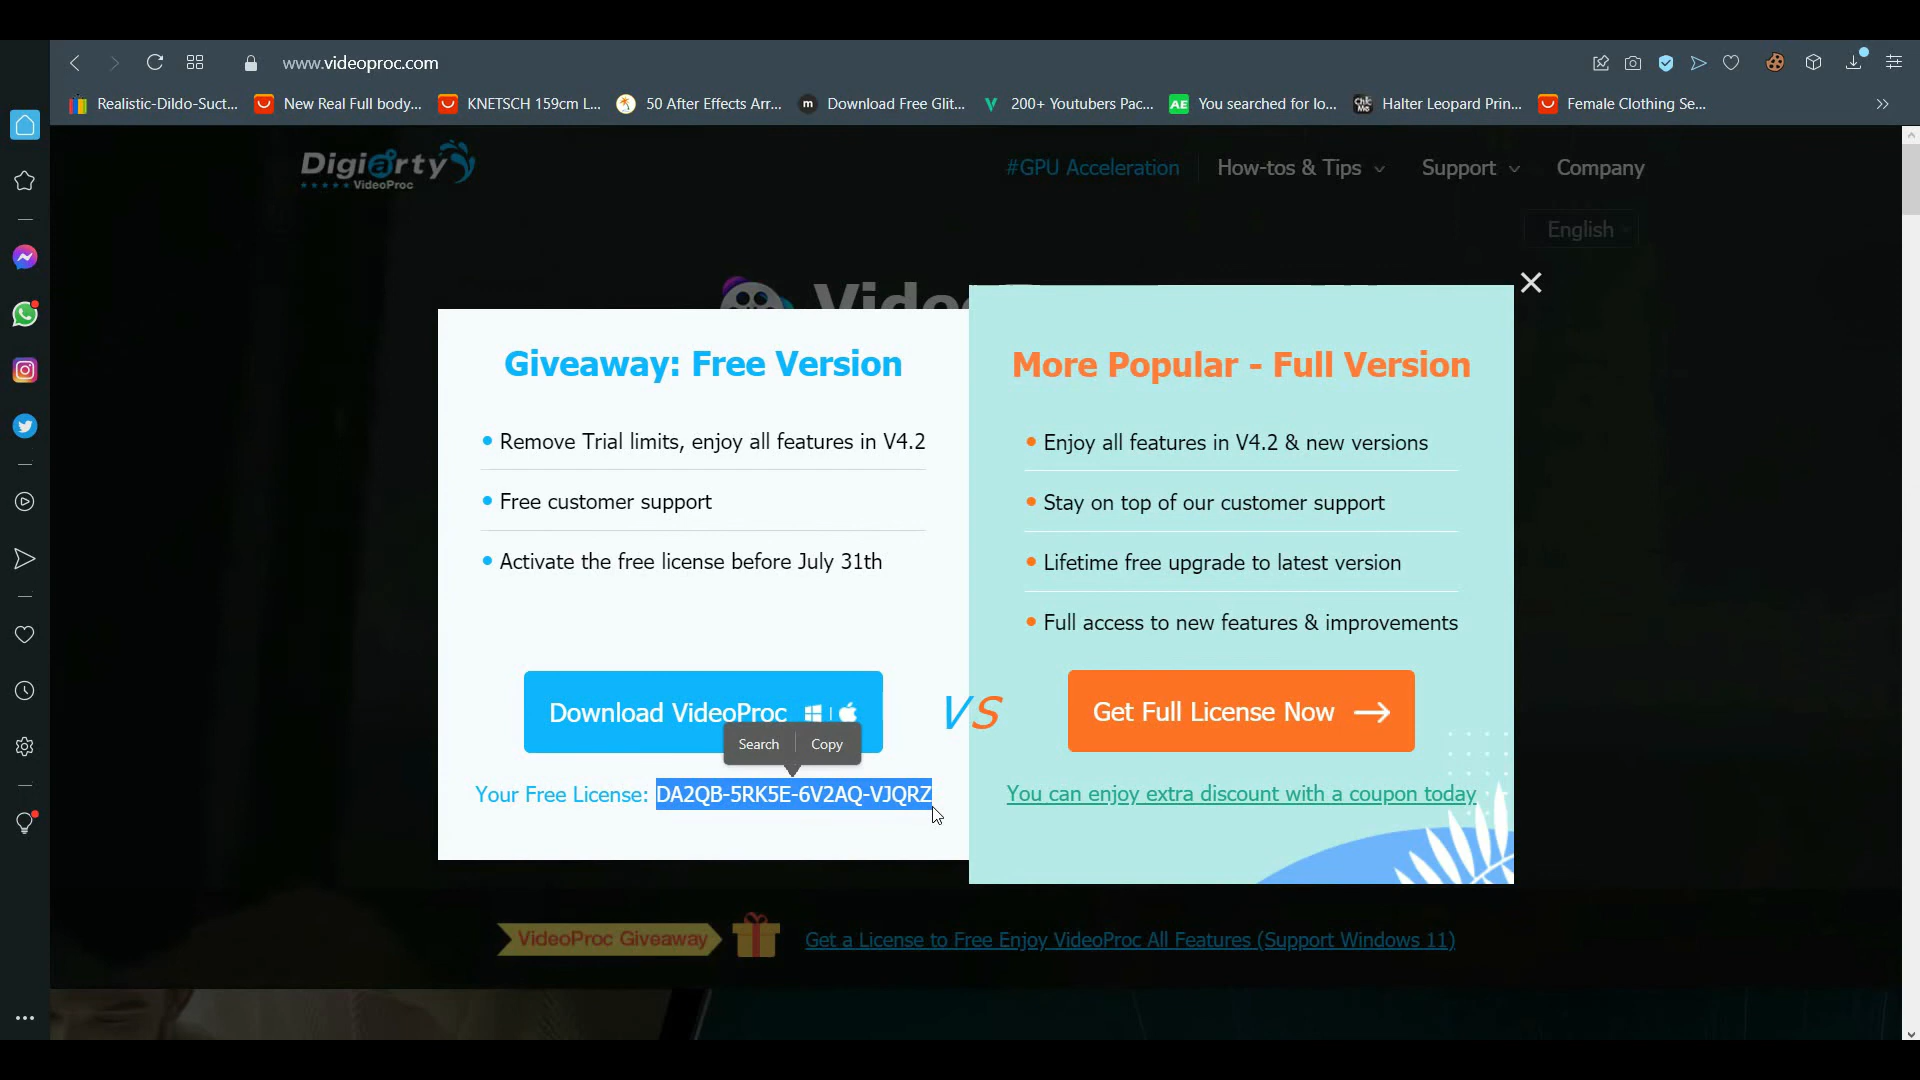 www.videoproc.com
Realistic-Dildo-Suct...
New Real Full body...
KNETSCH 159cm L...
50 After Effects Arr...
m
Download Free Glit...
V
200+ Youtubers Pac...
AE
You searched for lo...
Chic Me
Halter Leopard Prin...
Female Clothing Se...
Digiarty
VideoProc
#GPU Acceleration
How-tos & Tips
Support
Company
English
Giveaway: Free Version
Remove Trial limits, enjoy all features in V4.2
Free customer support
Activate the free license before July 31th
Download VideoProc
Search
Copy
Your Free License: DA2QB-5RK5E-6V2AQ-VJQRZ
VS
More Popular - Full Version
Enjoy all features in V4.2 & new versions
Stay on top of our customer support
Lifetime free upgrade to latest version
Full access to new features & improvements
Get Full License Now
You can enjoy extra discount with a coupon today
VideoProc Giveaway
Get a License to Free Enjoy VideoProc All Features (Support Windows 11)